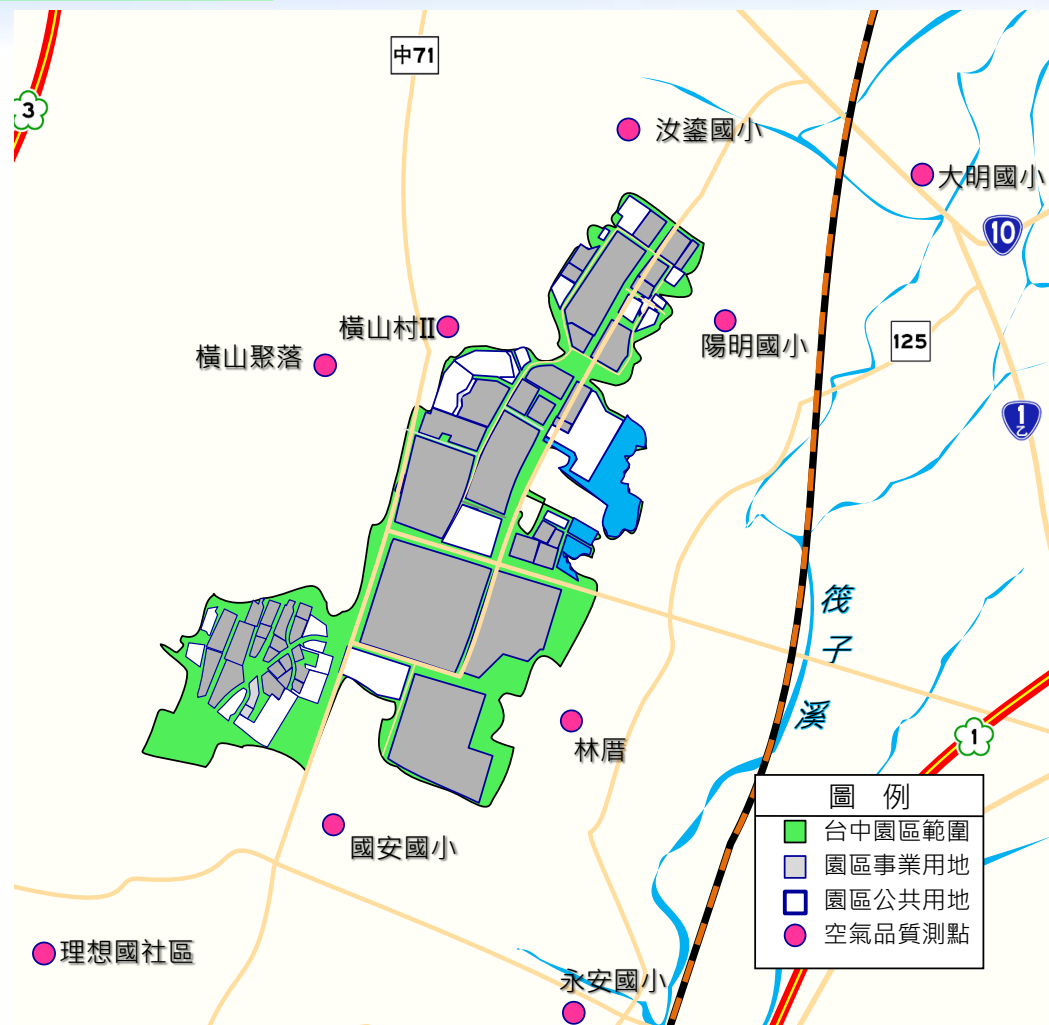 中71
3
汝鎏國小
大明國小
10
橫山村II
陽明國小
125
橫山聚落
1
乙
筏
子
溪
林厝
1
圖 例
台中園區範圍
園區事業用地
園區公共用地
空氣品質測點
國安國小
理想國社區
永安國小